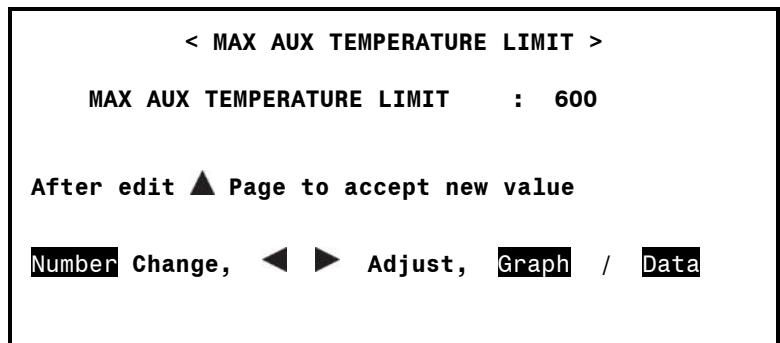 < MAX AUX TEMPERATURE LIMIT >
MAX AUX TEMPERATURE LIMIT : 600
After edit ▲ Page to accept new value
Number Change, ◀ ▶ Adjust, Graph / Data